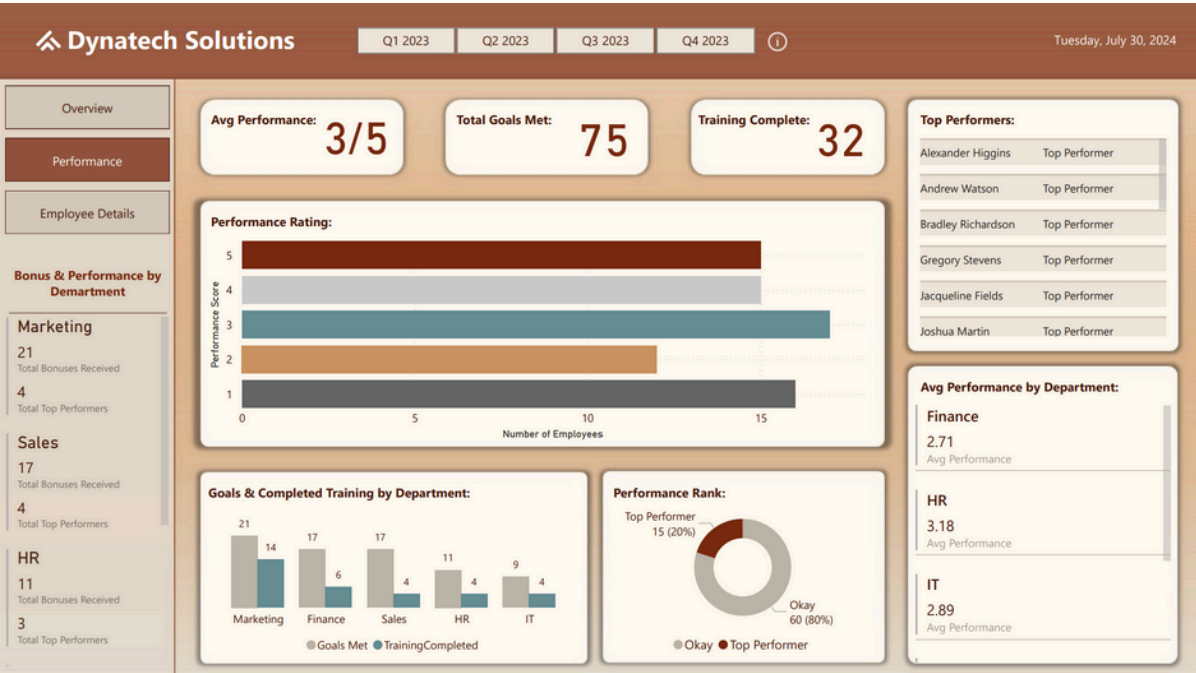 Dynatech Solutions
Q1 2023
Q2 2023
Q3 2023
Q4 2023
i
Tuesday, July 30, 2024
Overview
Performance
Employee Details
Bonus & Performance by
Demartment
Marketing
21
Total Bonuses Received
4
Total Top Performers
Sales
17
Total Bonuses Received
4
Total Top Performers
HR
11
Total Bonuses Received
3
Total Top Performers
Avg Performance:
3/5
Total Goals Met:
75
Training Complete:
32
Performance Rating:
Performance Score
5
4
3
2
1
0 5 10 15
Number of Employees
Goals & Completed Training by Department:
21 14 17 6 17 4 11 4 9 4
Marketing Finance Sales HR IT
Goals Met TrainingCompleted
Performance Rank:
Top Performer
15 (20%)
Okay
60 (80%)
Okay Top Performer
Top Performers:
Alexander Higgins Top Performer
Andrew Watson Top Performer
Bradley Richardson Top Performer
Gregory Stevens Top Performer
Jacqueline Fields Top Performer
Joshua Martin Top Performer
Avg Performance by Department:
Finance
2.71
Avg Performance
HR
3.18
Avg Performance
IT
2.89
Avg Performance